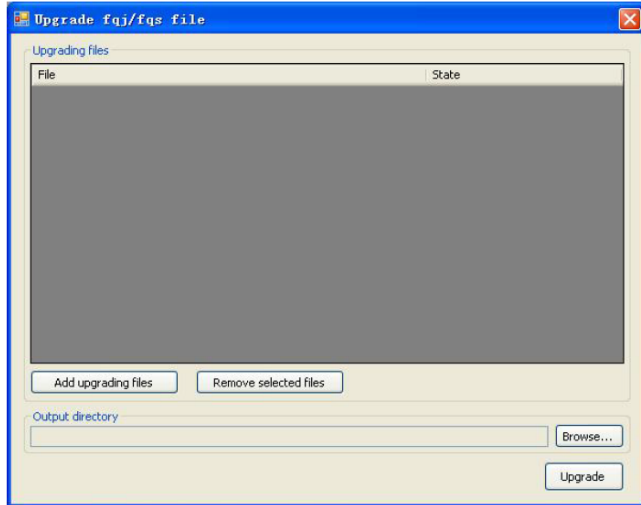 Upgrade fqj/fqs file
Upgrading files
File State
Add upgrading files Remove selected files
Output directory
Browse...
Upgrade